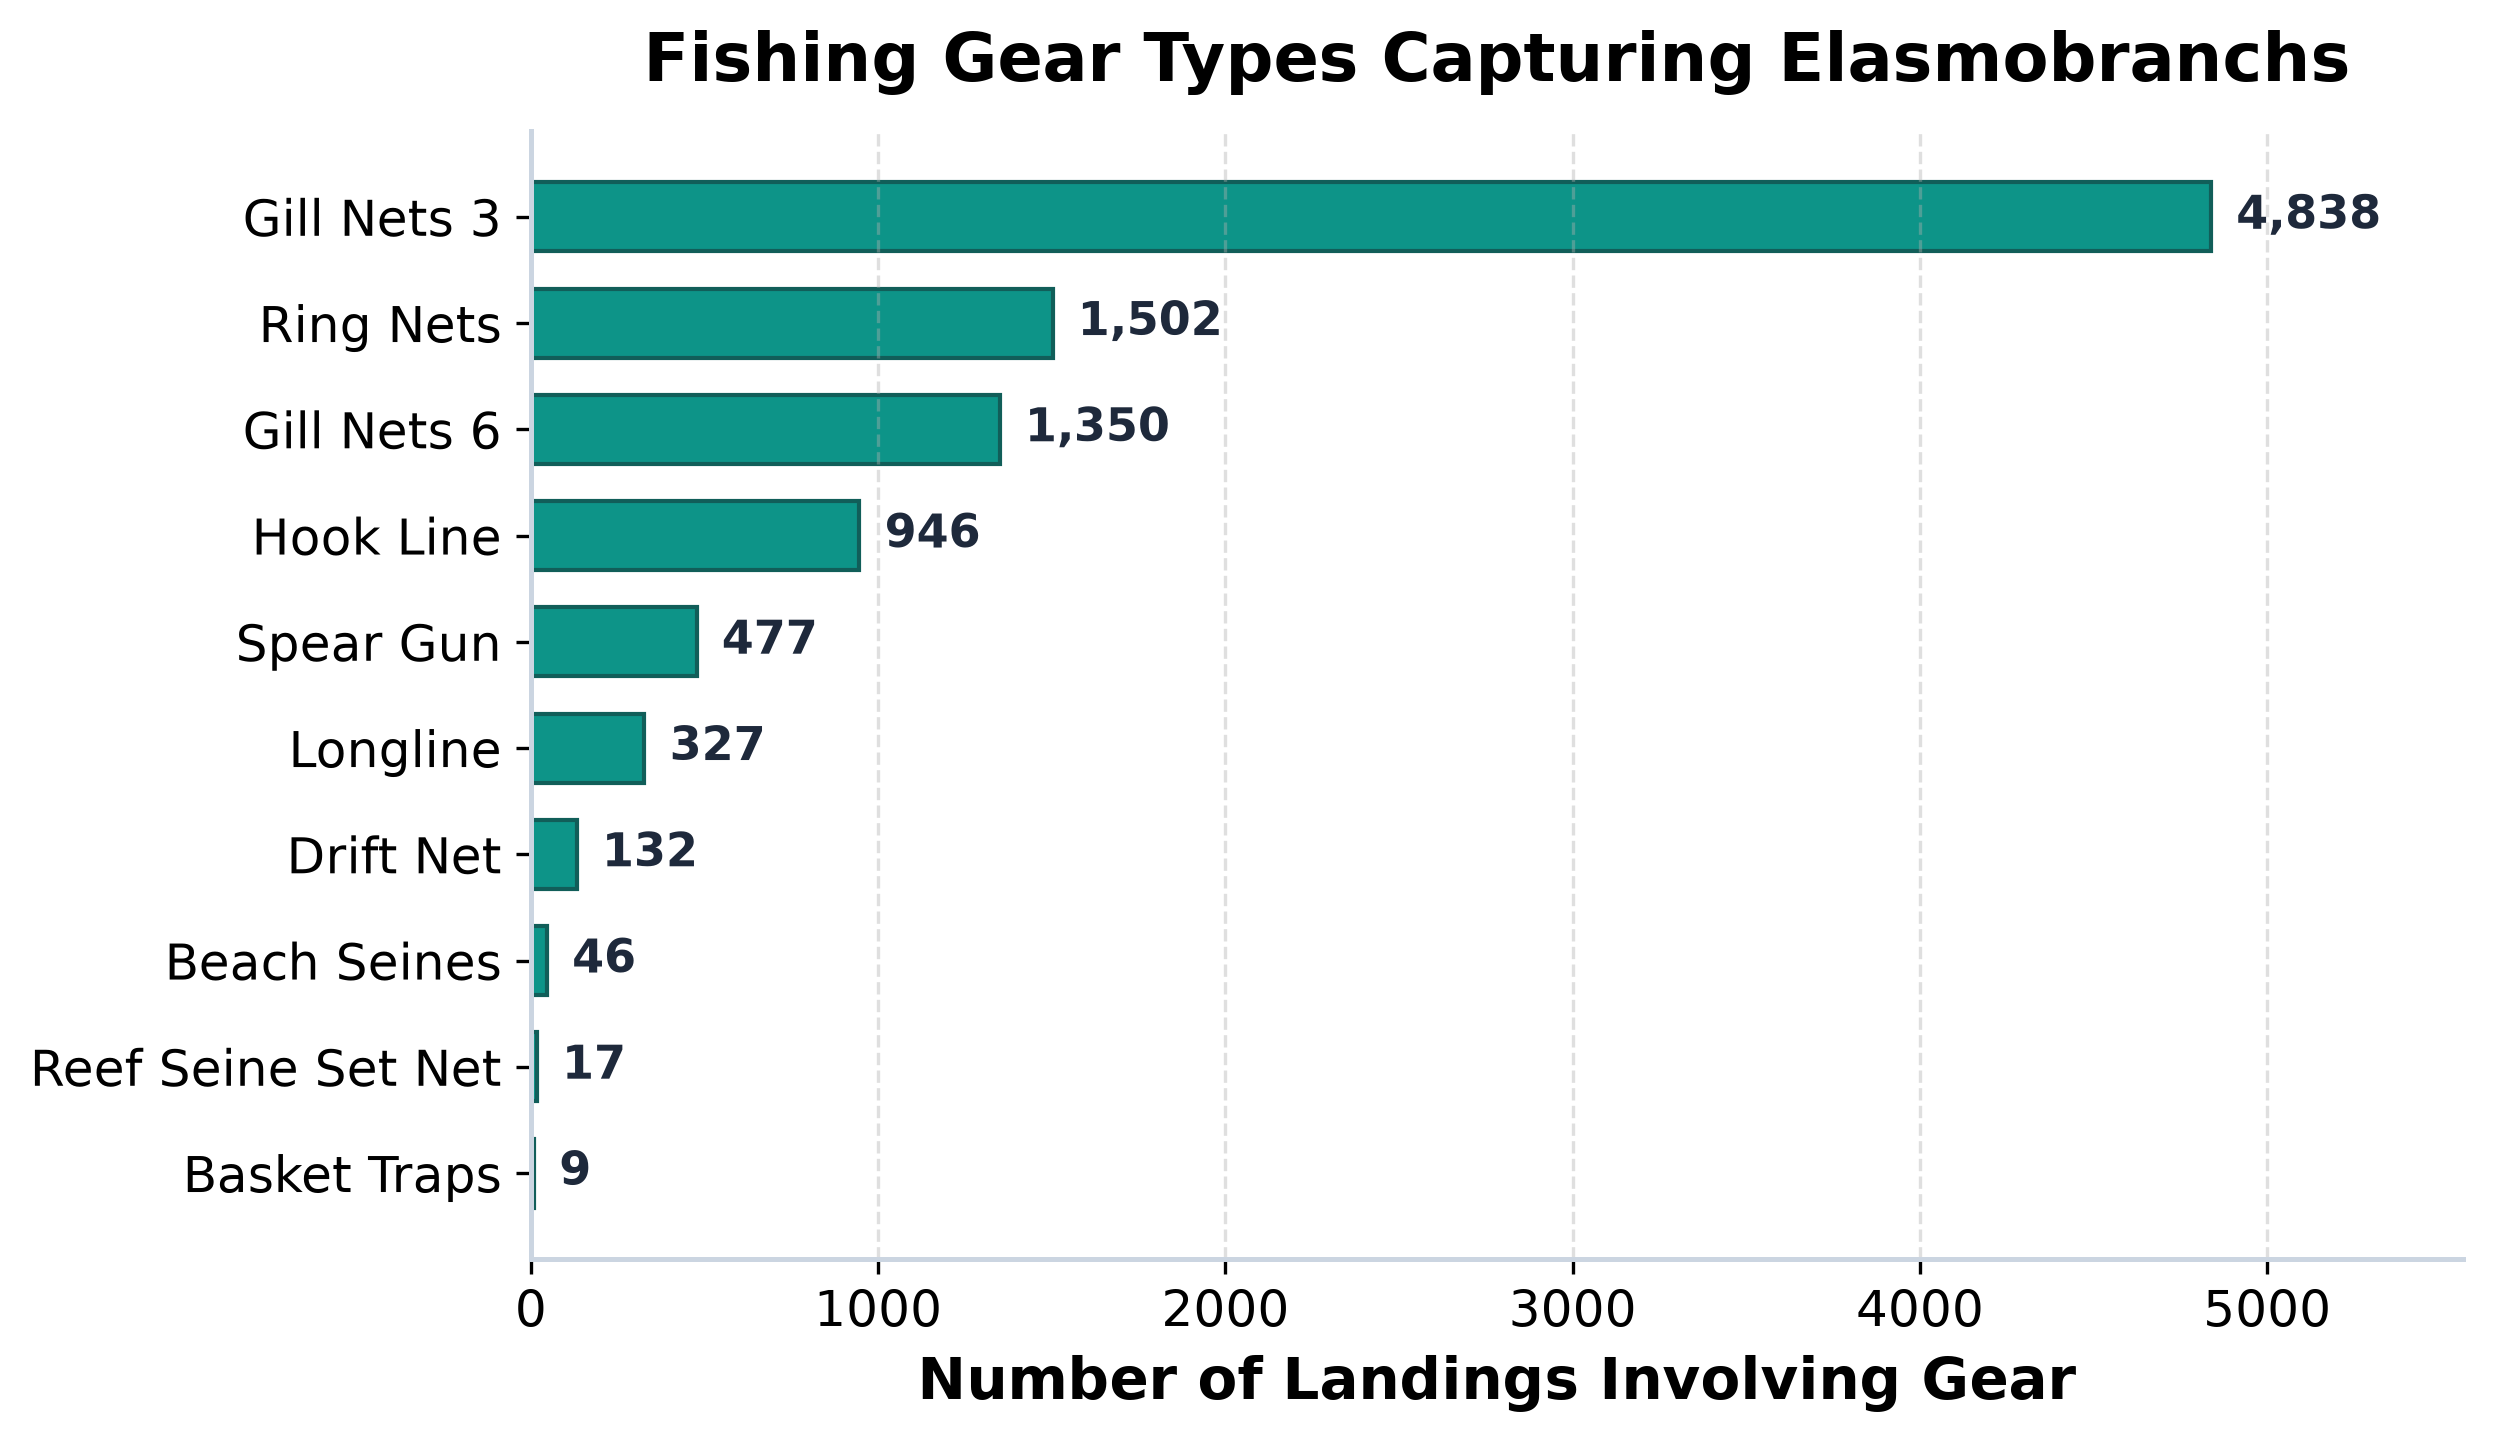 Fishing Gear Types Capturing Elasmobranchs
Gill Nets 3 4,838
Ring Nets 1,502
Gill Nets 6 1,350
Hook Line 946
Spear Gun 477
Longline 327
Drift Net 132
Beach Seines 46
Reef Seine Set Net 17
Basket Traps 9
0 1000 2000 3000 4000 5000
Number of Landings Involving Gear